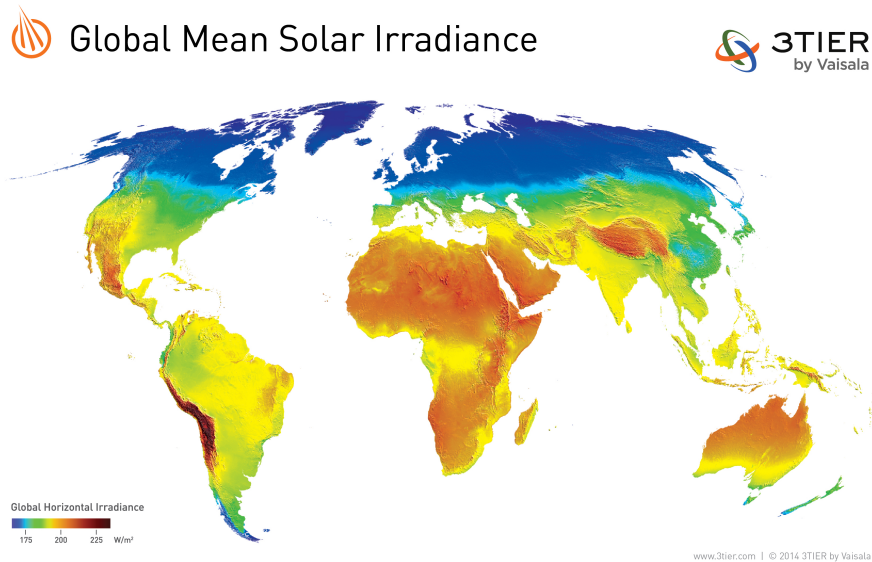 Global Mean Solar Irradiance
3TIER
by Vaisala
Global Horizontal Irradiance
175 200 225 W/m²
www.3tier.com | © 2014 3TIER by Vaisala